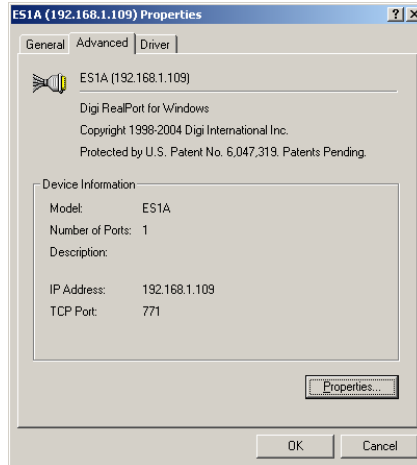 ES1A (192.168.1.109) Properties
General Advanced Driver
ES1A (192.168.1.109)
Digi RealPort for Windows
Copyright 1998-2004 Digi International Inc.
Protected by U.S. Patent No. 6,047,319. Patents Pending.
Device Information
Model: ES1A
Number of Ports: 1
Description:
IP Address: 192.168.1.109
TCP Port: 771
Properties...
OK Cancel